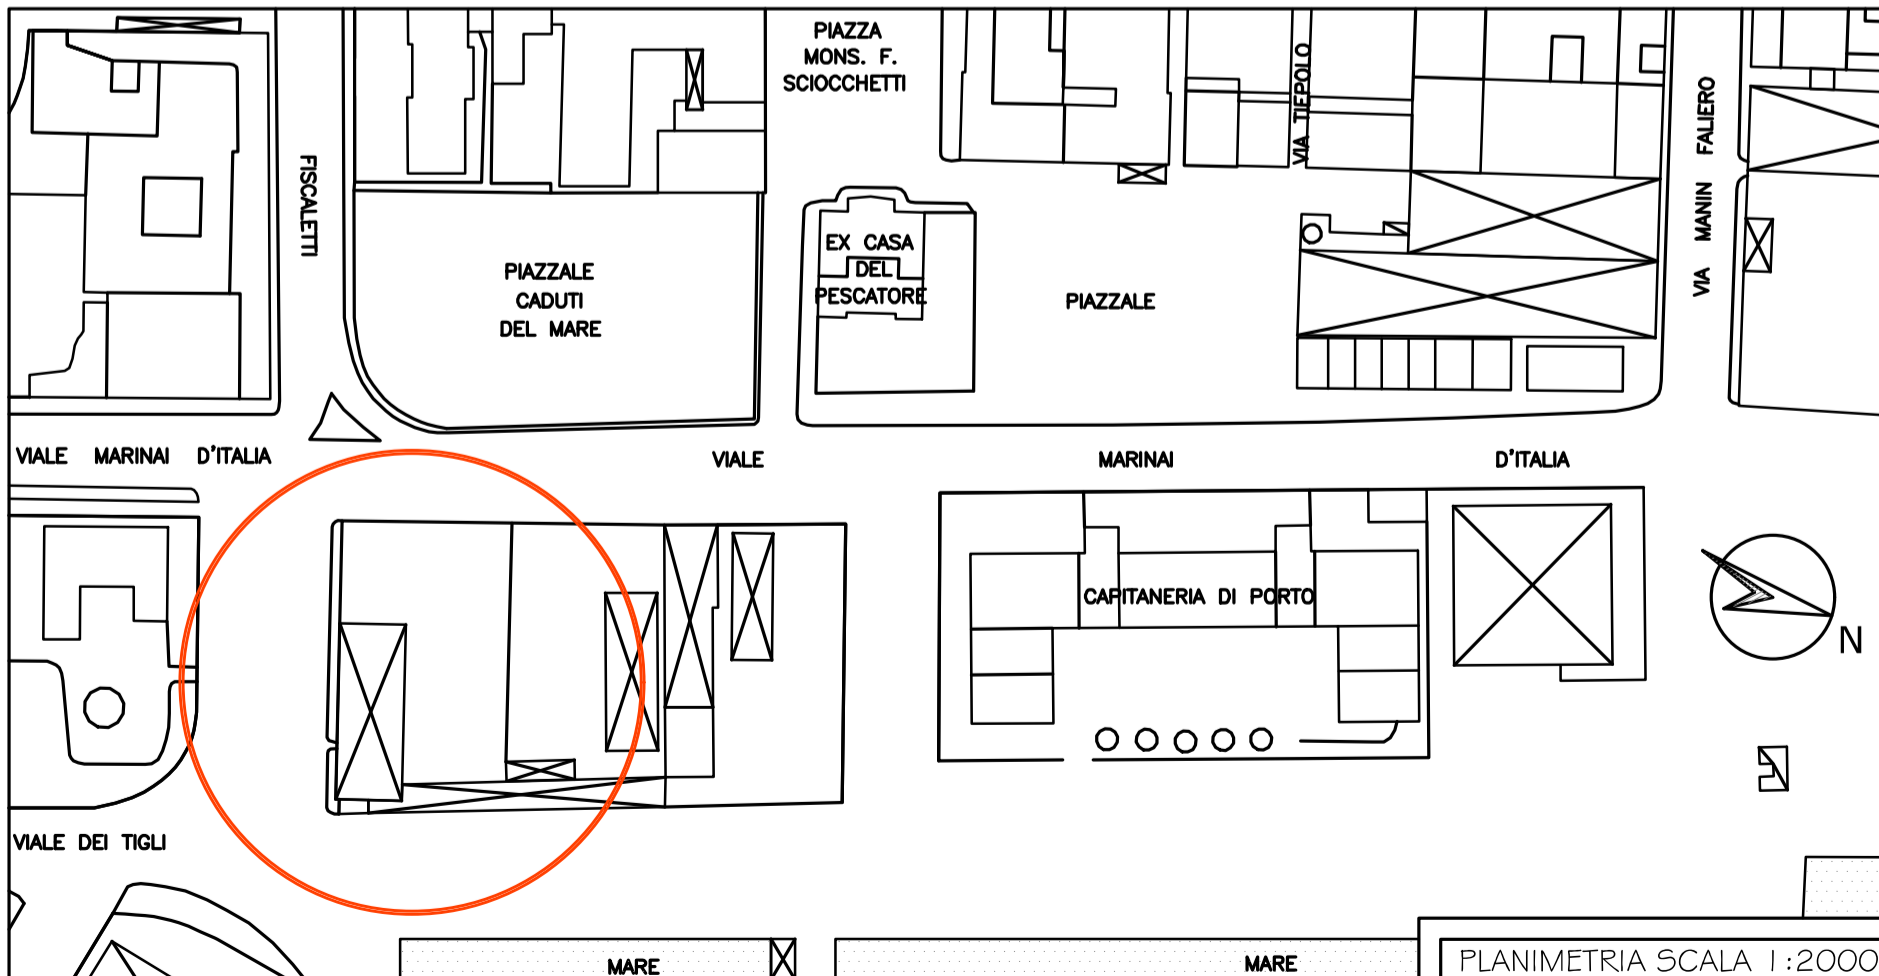 PIAZZA
MONS. F.
SCIOCCHETTI
VIA TIEPOLO
VIA MANIN FALIERO
FISCALETTI
PIAZZALE
CADUTI
DEL MARE
EX CASA
DEL
PESCATORE
PIAZZALE
VIALE MARINAI D'ITALIA
VIALE
MARINAI
D'ITALIA
CAPITANERIA DI PORTO
N
VIALE DEI TIGLI
MARE
MARE
PLANIMETRIA SCALA 1:2000